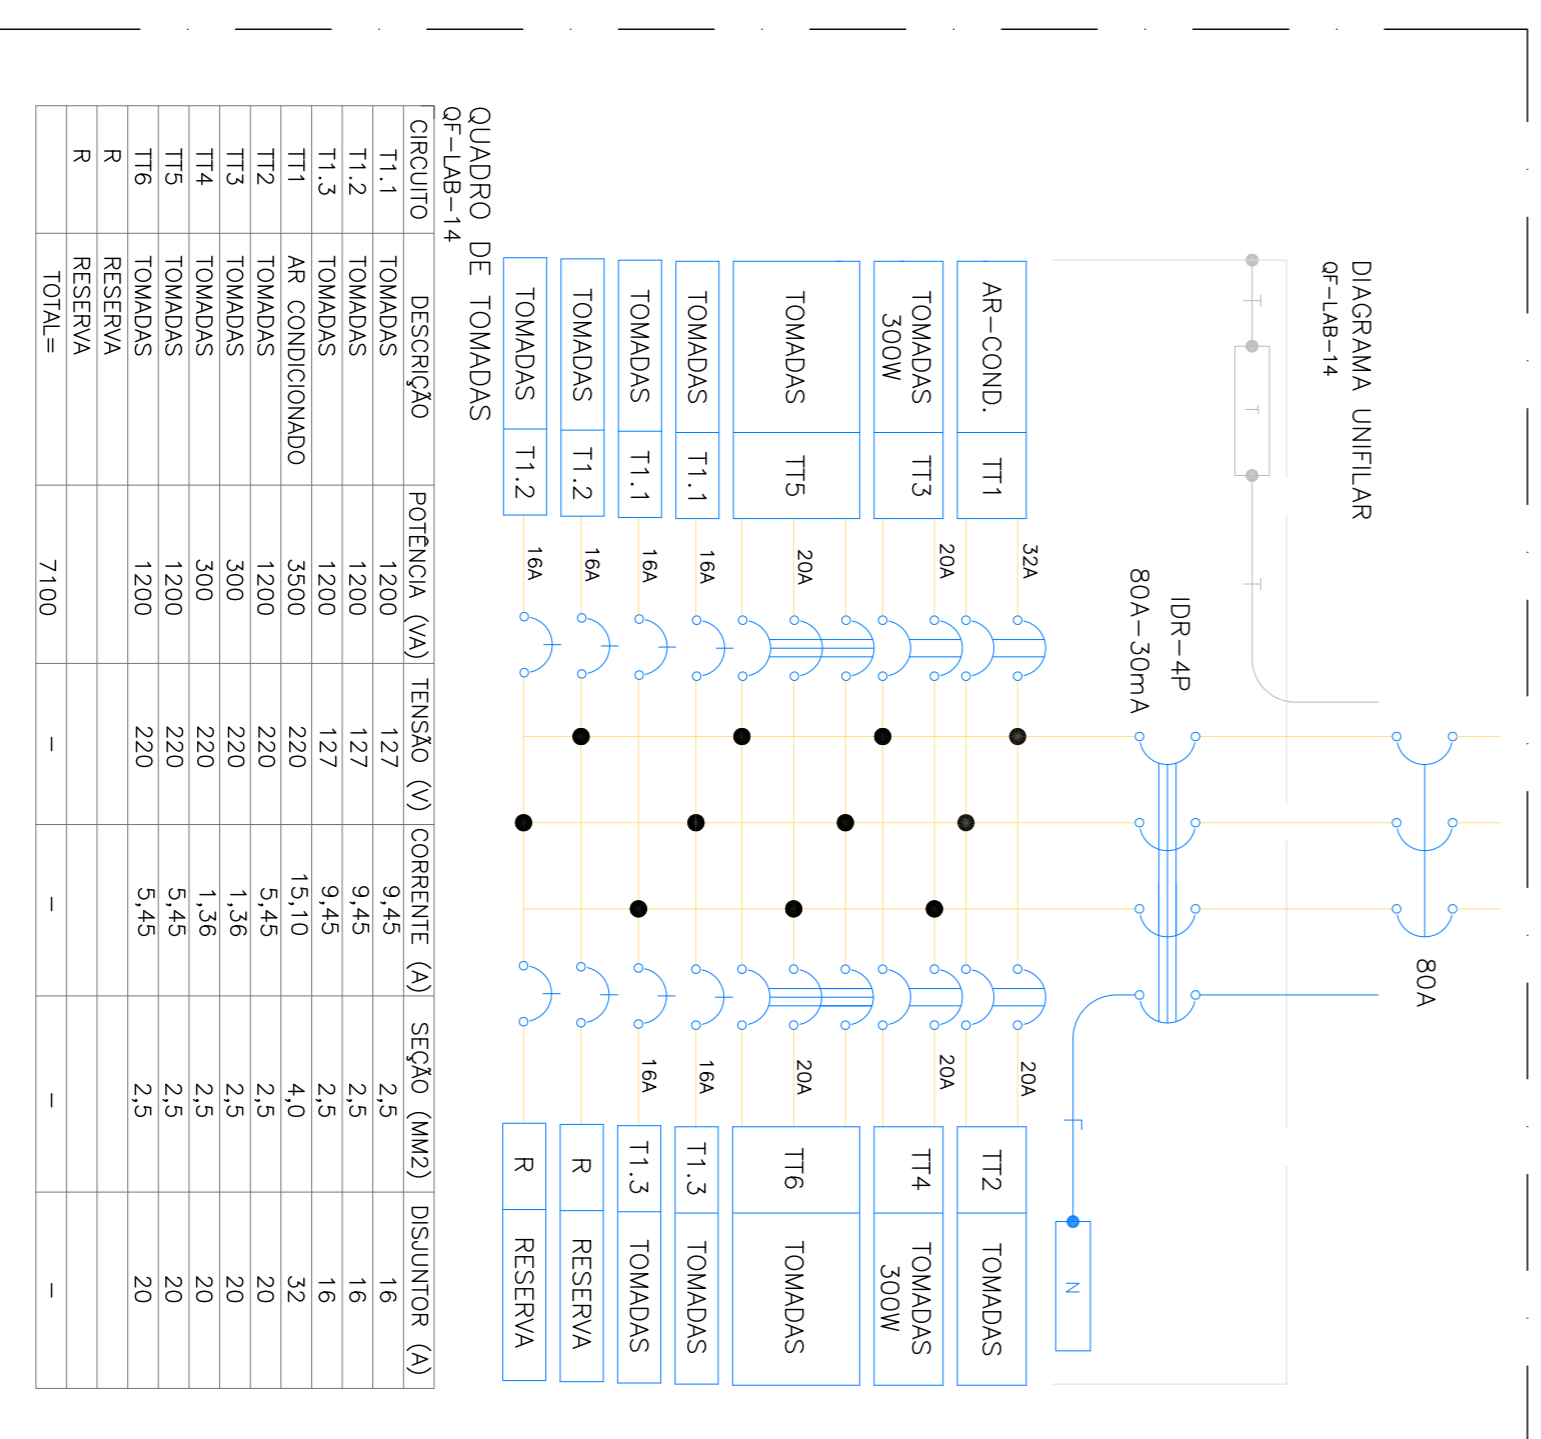 DIAGRAMA UNIFILAR
QF-LAB-14
T
T
T
80A
IDR-4P
80A-30mA
N
AR-COND. TT1 32A
20A TT2 TOMADAS
TOMADAS
300W
TT3 20A
20A TT4
TOMADAS
300W
TOMADAS TT5 20A
20A TT6 TOMADAS
TOMADAS T1.1 16A
16A T1.3 TOMADAS
TOMADAS T1.1 16A
16A T1.3 TOMADAS
TOMADAS T1.2 16A
R RESERVA
TOMADAS T1.2 16A
R RESERVA
QUADRO DE TOMADAS
QF-LAB-14
CIRCUITO DESCRIÇÃO POTÊNCIA (VA) TENSÃO (V) CORRENTE (A) SEÇÃO (MM2) DISJUNTOR (A)
T1.1 TOMADAS 1200 127 9,45 2,5 16
T1.2 TOMADAS 1200 127 9,45 2,5 16
T1.3 TOMADAS 1200 127 9,45 2,5 16
TT1 AR CONDICIONADO 3500 220 15,10 4,0 32
TT2 TOMADAS 1200 220 5,45 2,5 20
TT3 TOMADAS 300 220 1,36 2,5 20
TT4 TOMADAS 300 220 1,36 2,5 20
TT5 TOMADAS 1200 220 5,45 2,5 20
TT6 TOMADAS 1200 220 5,45 2,5 20
R RESERVA
R RESERVA
TOTAL= 7100 - - - -